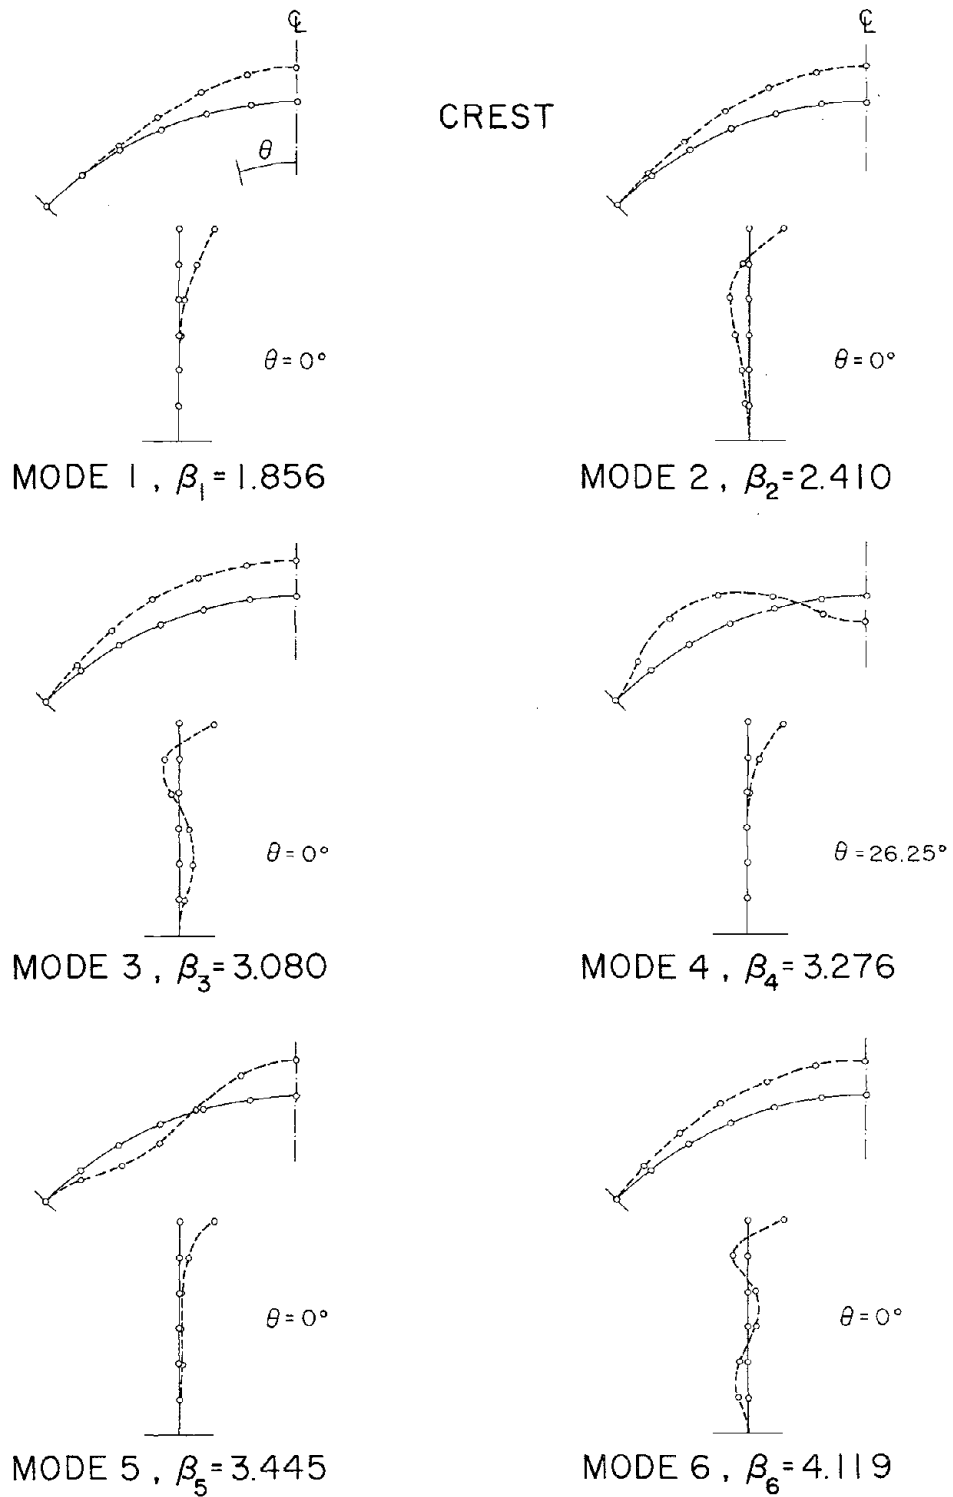 ℄
℄
CREST
θ
θ = 0°
θ = 0°
MODE 1, β₁ = 1.856
MODE 2, β₂ = 2.410
θ = 0°
θ = 26.25°
MODE 3, β₃ = 3.080
MODE 4, β₄ = 3.276
θ = 0°
θ = 0°
MODE 5, β₅ = 3.445
MODE 6, β₆ = 4.119